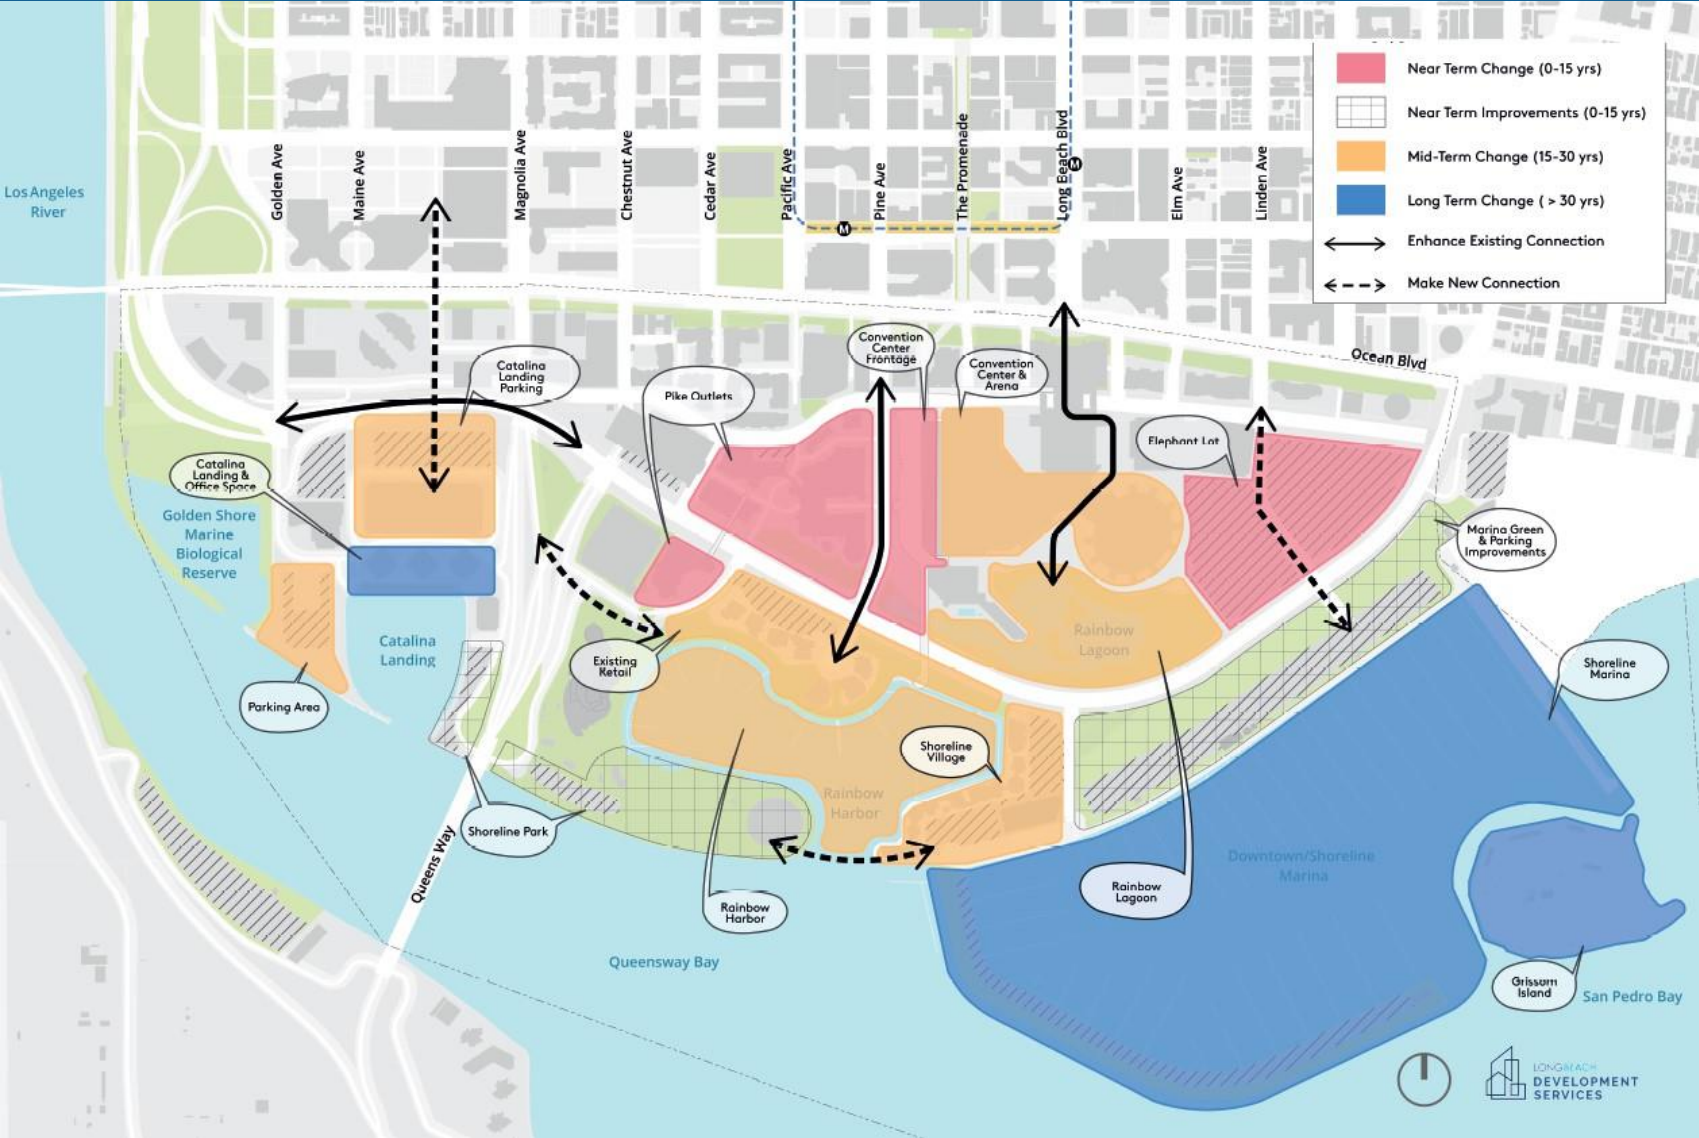 Near Term Change (0-15 yrs)
Near Term Improvements (0-15 yrs)
Mid-Term Change (15-30 yrs)
Long Term Change ( > 30 yrs)
Enhance Existing Connection
Make New Connection
Los Angeles
River
Golden Ave
Maine Ave
Magnolia Ave
Chestnut Ave
Cedar Ave
Pacific Ave
Pine Ave
The Promenade
Long Beach Blvd
Elm Ave
Linden Ave
M
M
Ocean Blvd
Catalina
Landing
Parking
Pike Outlets
Convention
Center
Frontage
Convention
Center &
Arena
Elephant Lot
Catalina
Landing &
Office Space
Golden Shore
Marine
Biological
Reserve
Marina Green
& Parking
Improvements
Catalina
Landing
Existing
Retail
Rainbow
Lagoon
Shoreline
Marina
Parking Area
Shoreline
Village
Rainbow
Harbor
Shoreline Park
Queens Way
Downtown/Shoreline
Marina
Rainbow
Lagoon
Rainbow
Harbor
Queensway Bay
Grissum
Island
San Pedro Bay
LONGBEACH
DEVELOPMENT
SERVICES